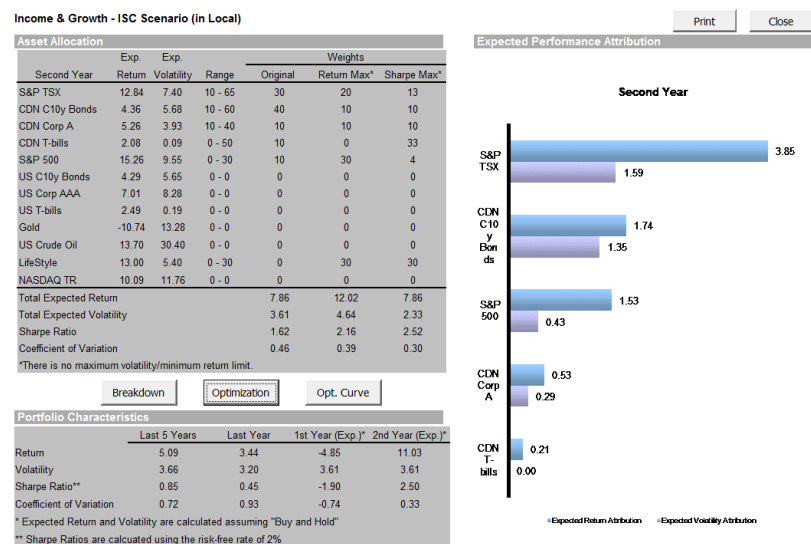 Income & Growth - ISC Scenario (in Local)
Print Close
Asset Allocation
Exp. Exp. Weights
Second Year Return Volatility Range Original Return Max* Sharpe Max*
S&P TSX 12.84 7.40 10 - 65 30 20 13
CDN C10y Bonds 4.36 5.68 10 - 60 40 10 10
CDN Corp A 5.26 3.93 10 - 40 10 10 10
CDN T-bills 2.08 0.09 0 - 50 10 0 33
S&P 500 15.26 9.55 0 - 30 10 30 4
US C10y Bonds 4.29 5.65 0 - 0 0 0 0
US Corp AAA 7.01 8.28 0 - 0 0 0 0
US T-bills 2.49 0.19 0 - 0 0 0 0
Gold -10.74 13.28 0 - 0 0 0 0
US Crude Oil 13.70 30.40 0 - 0 0 0 0
LifeStyle 13.00 5.40 0 - 30 0 30 30
NASDAQ TR 10.09 11.76 0 - 0 0 0 0
Total Expected Return 7.86 12.02 7.86
Total Expected Volatility 3.61 4.64 2.33
Sharpe Ratio 1.62 2.16 2.52
Coefficient of Variation 0.46 0.39 0.30
*There is no maximum volatility/minimum return limit.
Breakdown Optimization Opt. Curve
Portfolio Characteristics
Last 5 Years Last Year 1st Year (Exp.)* 2nd Year (Exp.)*
Return 5.09 3.44 -4.85 11.03
Volatility 3.66 3.20 3.61 3.61
Sharpe Ratio** 0.85 0.45 -1.90 2.50
Coefficient of Variation 0.72 0.93 -0.74 0.33
* Expected Return and Volatility are calculated assuming "Buy and Hold"
** Sharpe Ratios are calcuated using the risk-free rate of 2%
Expected Performance Attribution
Second Year
S&P
TSX
3.85
1.59
CDN
C10
y
Bon
ds
1.74
1.35
S&P
500
1.53
0.43
CDN
Corp
A
0.53
0.29
CDN
T-
bills
0.21
0.00
Expected Return Attribution Expected Volatility Attribution